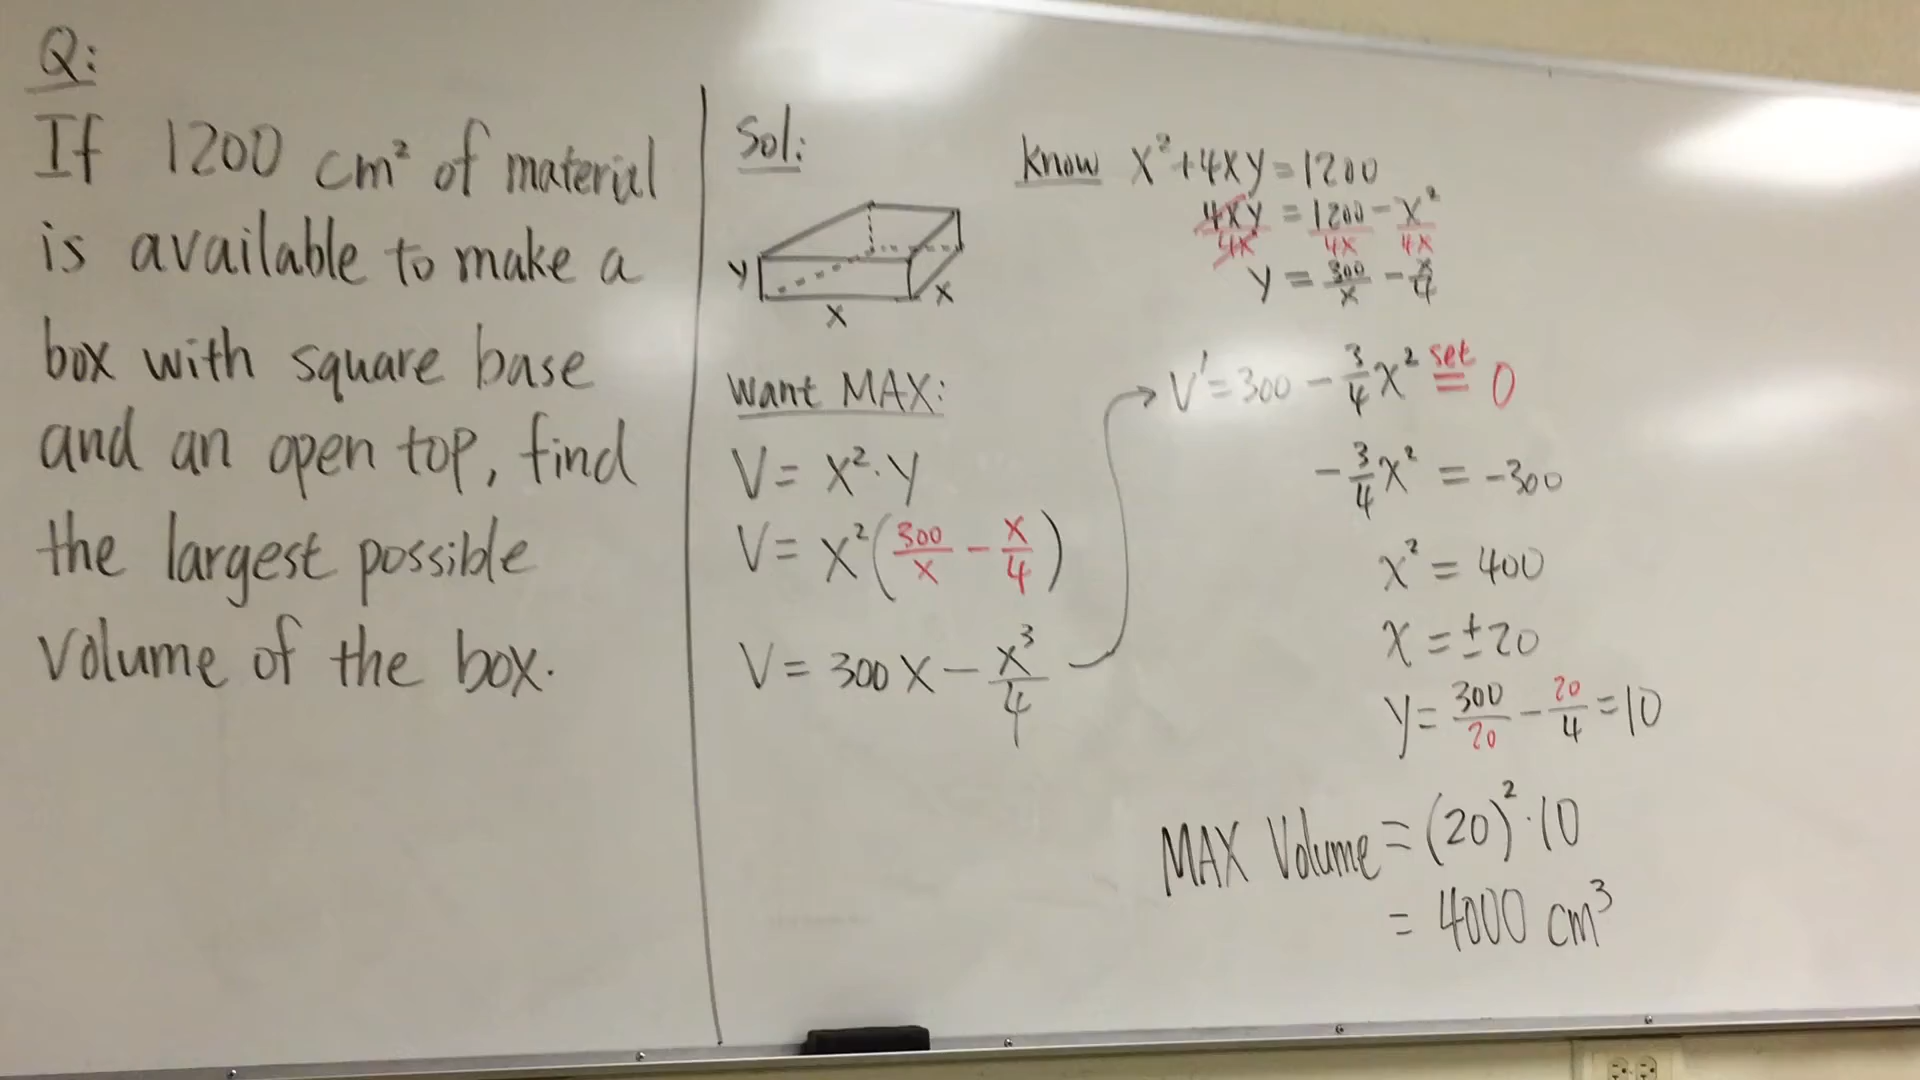 Q:
If 1200 cm² of material
is available to make a
box with square base
and an open top, find
the largest possible
volume of the box.
Sol:
y
x
x
Want MAX:
V = x²·y
V = x²(300/x - x/4)
V = 300x - x³/4
Know x²+4xy=1200
4xy/4x = 1200/4x - x²/4x
y = 300/x - x/4
V'=300 - 3/4x² set = 0
-3/4x² = -300
x² = 400
x = ±20
y = 300/20 - 20/4 = 10
MAX Volume = (20)²·10
= 4000 cm³